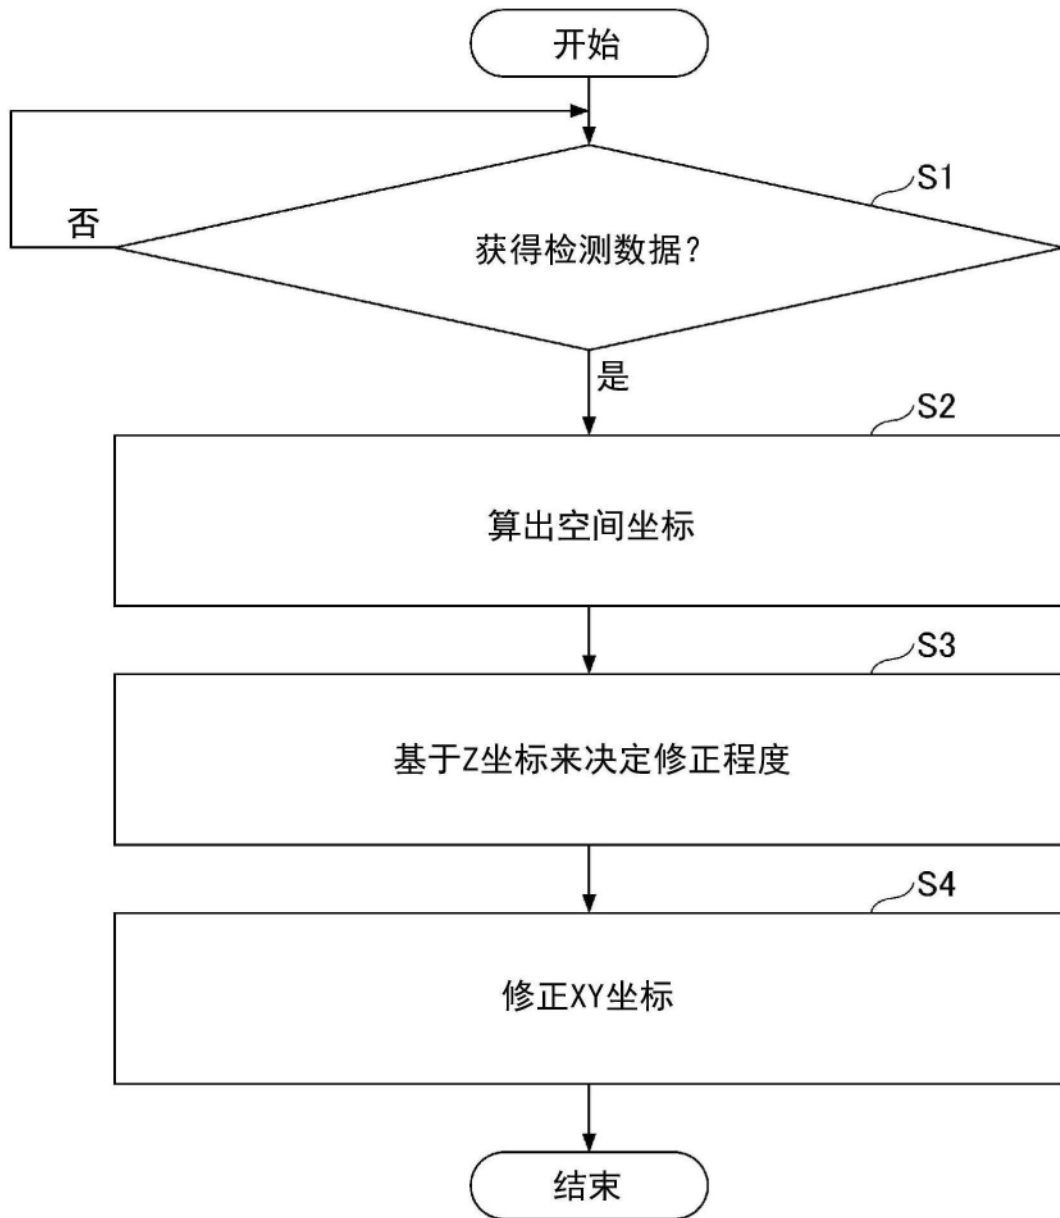 开始
S1
否
获得检测数据?
是
S2
算出空间坐标
S3
基于Z坐标来决定修正程度
S4
修正XY坐标
结束